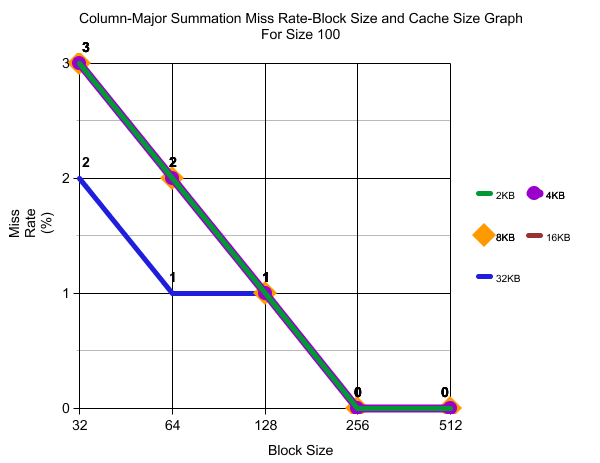 Column-Major Summation Miss Rate-Block Size and Cache Size Graph
For Size 100
3
3
2
2
2
Miss
Rate
(%)
2KB
4KB
8KB
16KB
32KB
1
1
1
0
0
0
32
64
128
256
512
Block Size